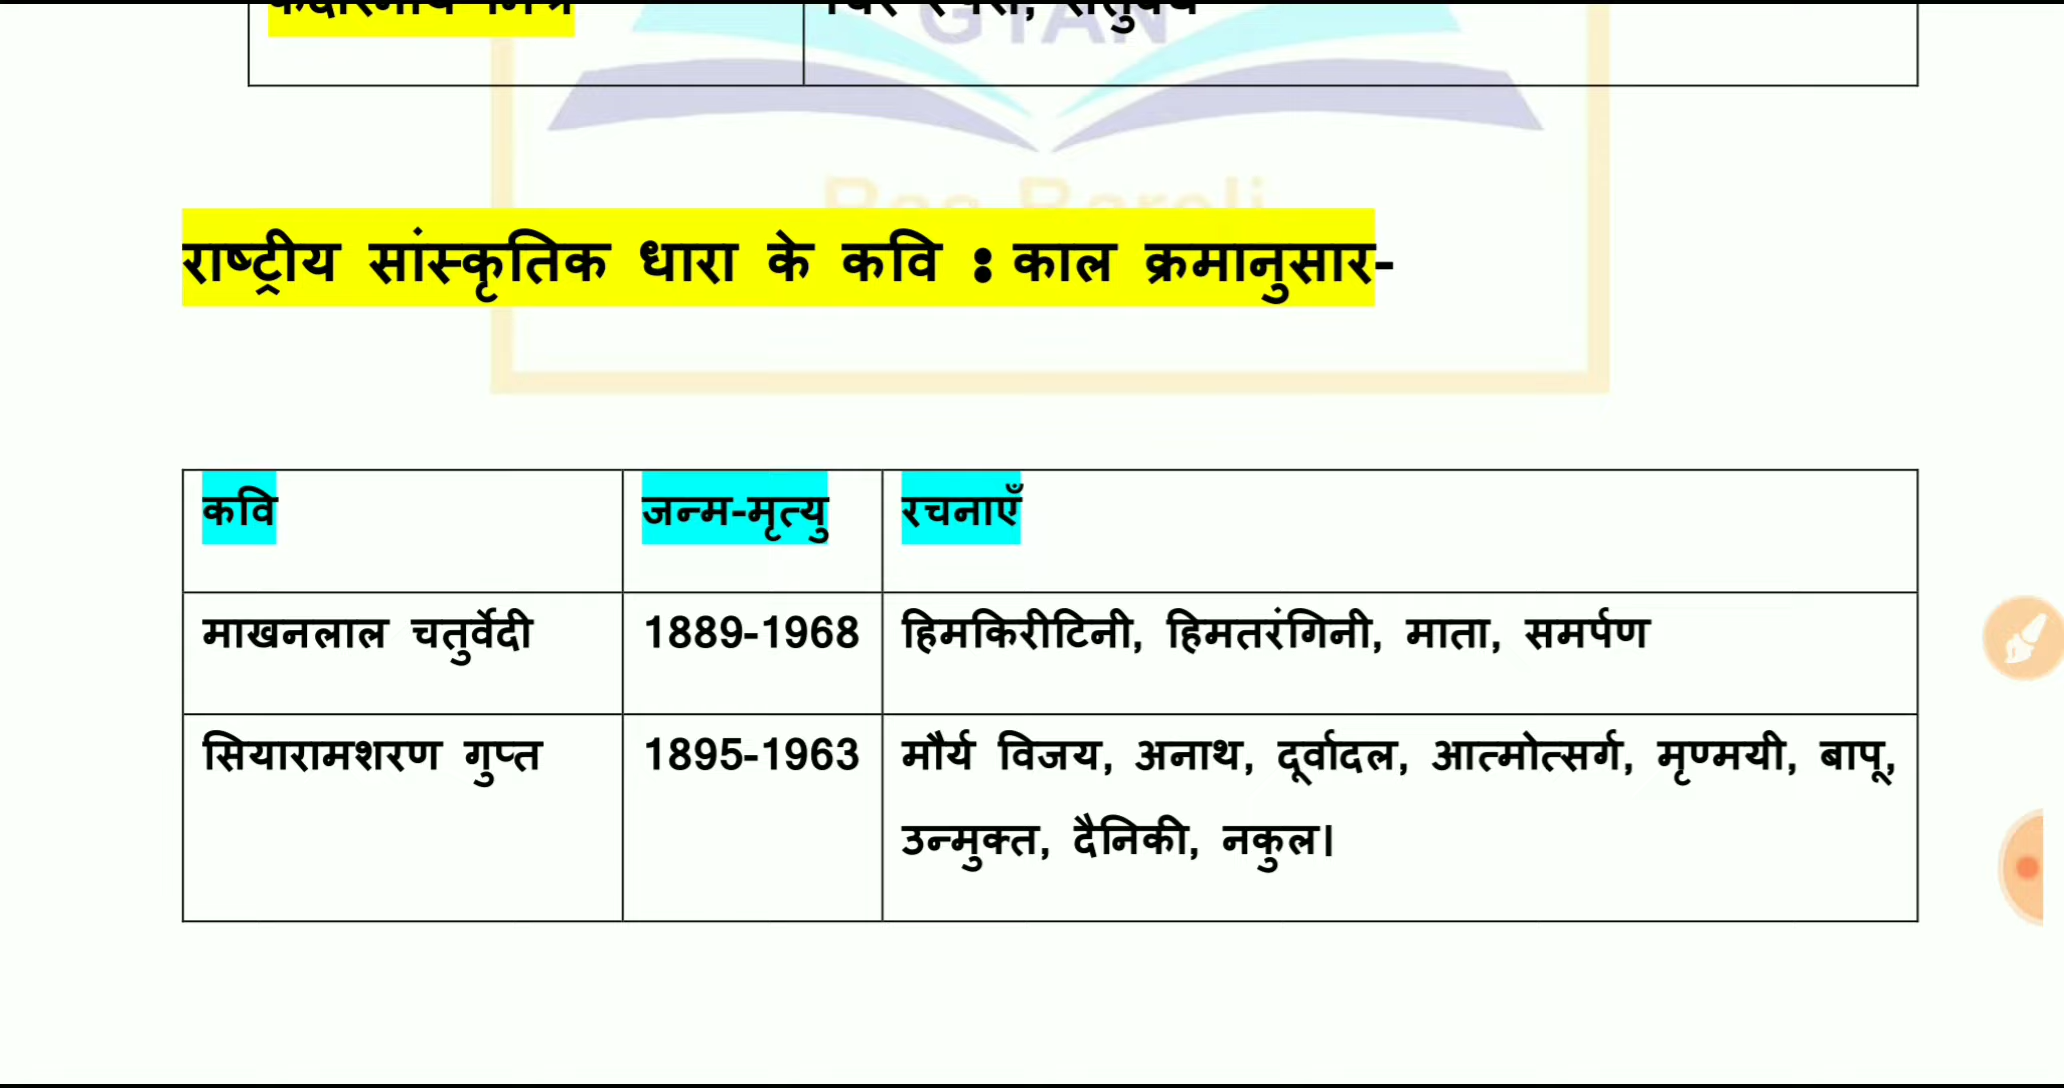 GYAN
राष्ट्रीय सांस्कृतिक धारा के कवि : काल क्रमानुसार-
कवि जन्म-मृत्यु रचनाएँ
माखनलाल चतुर्वेदी 1889-1968 हिमकिरीटिनी, हिमतरंगिनी, माता, समर्पण
सियारामशरण गुप्त 1895-1963 मौर्य विजय, अनाथ, दूर्वादल, आत्मोत्सर्ग, मृण्मयी, बापू,
उन्मुक्त, दैनिकी, नकुल।